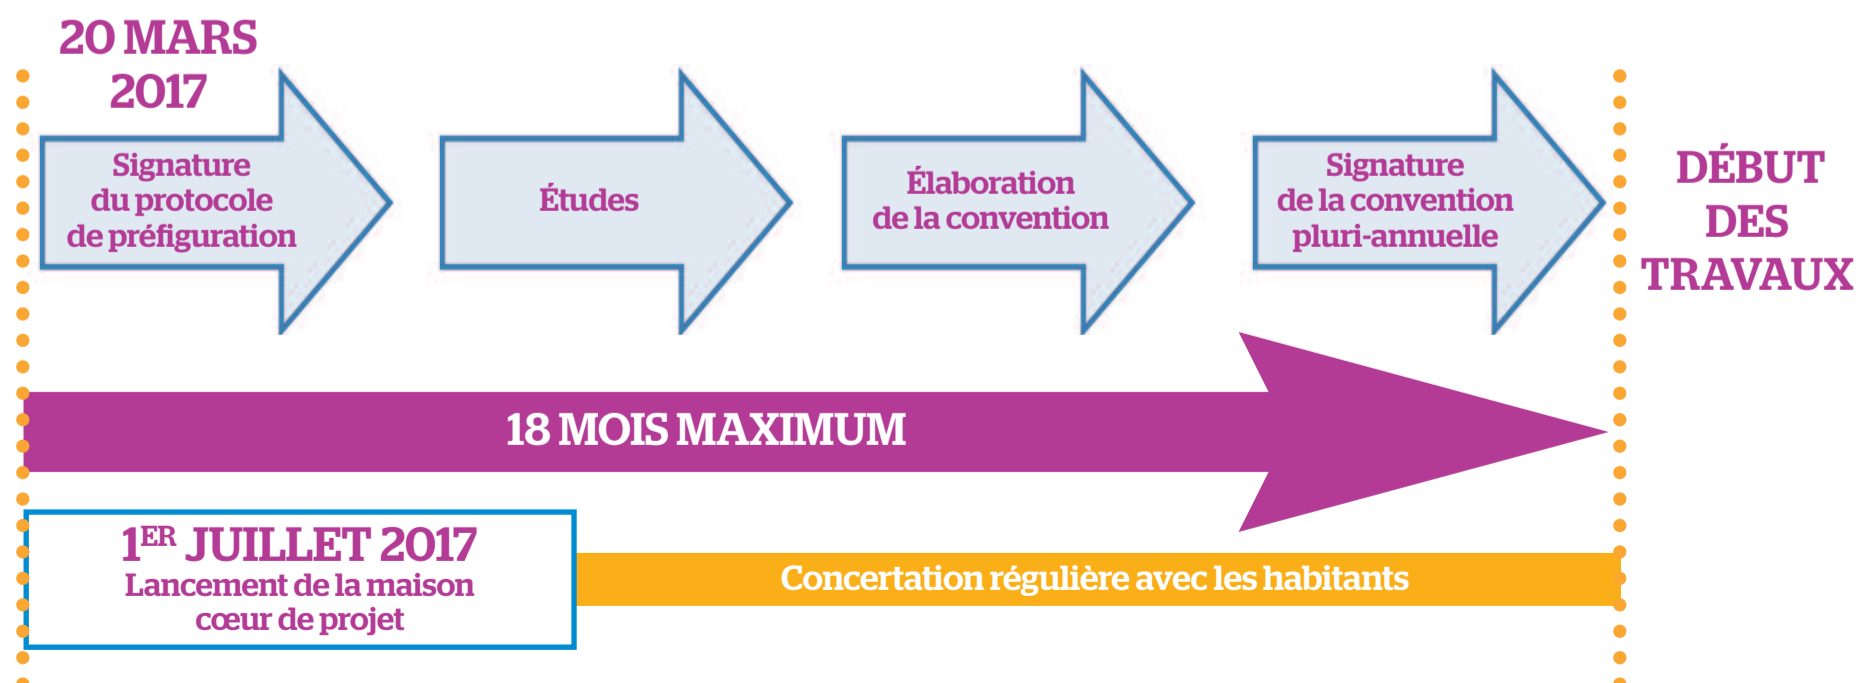 20 MARS
2017
Signature
du protocole
de préfiguration
Études
Élaboration
de la convention
Signature
de la convention
pluri-annuelle
DÉBUT
DES
TRAVAUX
18 MOIS MAXIMUM
1ER JUILLET 2017
Lancement de la maison
cœur de projet
Concertation régulière avec les habitants